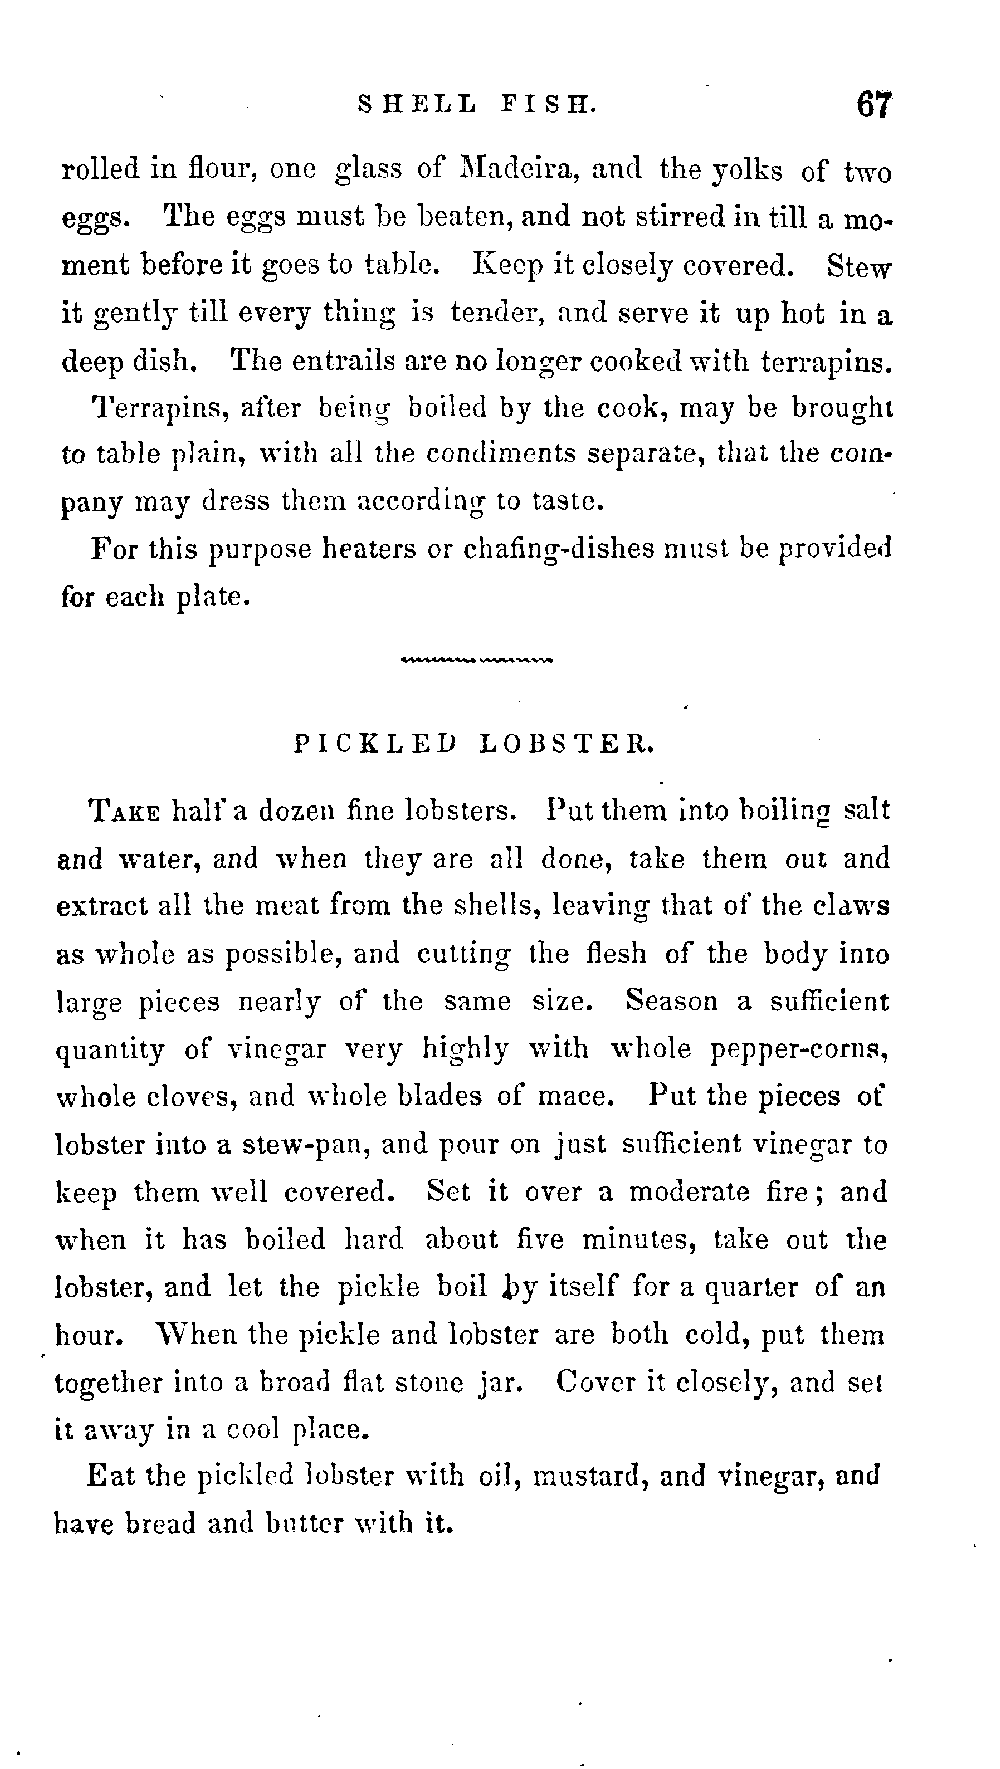 SHELL FISH. 67
rolled in flour, one glass of Madeira, and the yolks of two
eggs. The eggs must be beaten, and not stirred in till a mo-
ment before it goes to table. Keep it closely covered. Stew
it gently till every thing is tender, and serve it up hot in a
deep dish. The entrails are no longer cooked with terrapins.
Terrapins, after being boiled by the cook, may be brought
to table plain, with all the condiments separate, that the com-
pany may dress them according to taste.
For this purpose heaters or chafing-dishes must be provided
for each plate.
PICKLED LOBSTER.
TAKE half a dozen fine lobsters. Put them into boiling salt
and water, and when they are all done, take them out and
extract all the meat from the shells, leaving that of the claws
as whole as possible, and cutting the flesh of the body into
large pieces nearly of the same size. Season a sufficient
quantity of vinegar very highly with whole pepper-corns,
whole cloves, and whole blades of mace. Put the pieces of
lobster into a stew-pan, and pour on just sufficient vinegar to
keep them well covered. Set it over a moderate fire; and
when it has boiled hard about five minutes, take out the
lobster, and let the pickle boil by itself for a quarter of an
hour. When the pickle and lobster are both cold, put them
together into a broad flat stone jar. Cover it closely, and set
it away in a cool place.
Eat the pickled lobster with oil, mustard, and vinegar, and
have bread and butter with it.